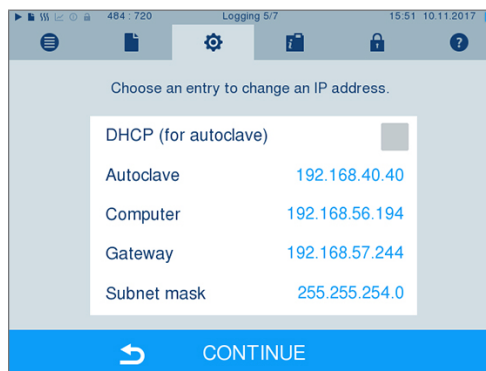 484 : 720 Logging 5/7 15:51 10.11.2017
Choose an entry to change an IP address.
DHCP (for autoclave)
Autoclave 192.168.40.40
Computer 192.168.56.194
Gateway 192.168.57.244
Subnet mask 255.255.254.0
CONTINUE